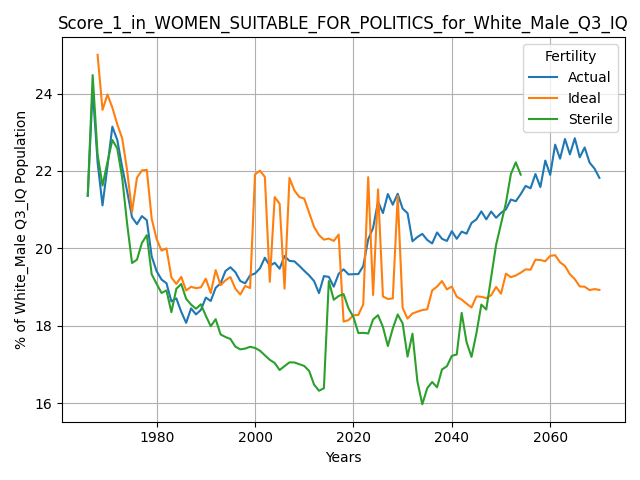 Score_1_in_WOMEN_SUITABLE_FOR_POLITICS_for_White_Male_Q3_IQ
Fertility
Actual
Ideal
Sterile
% of White_Male Q3_IQ Population
24
22
20
18
16
1980
2000
2020
2040
2060
Years